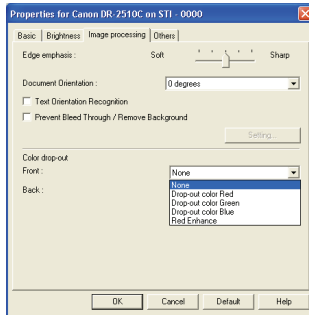 Properties for Canon DR-2510C on STI - 0000
Basic Brightness Image processing Others
Edge emphasis : Soft Sharp
Document Orientation : 0 degrees
Text Orientation Recognition
Prevent Bleed Through / Remove Background
Setting...
Color drop-out
Front : None
Back :
None
Drop-out color Red
Drop-out color Green
Drop-out color Blue
Red Enhance
OK Cancel Default Help